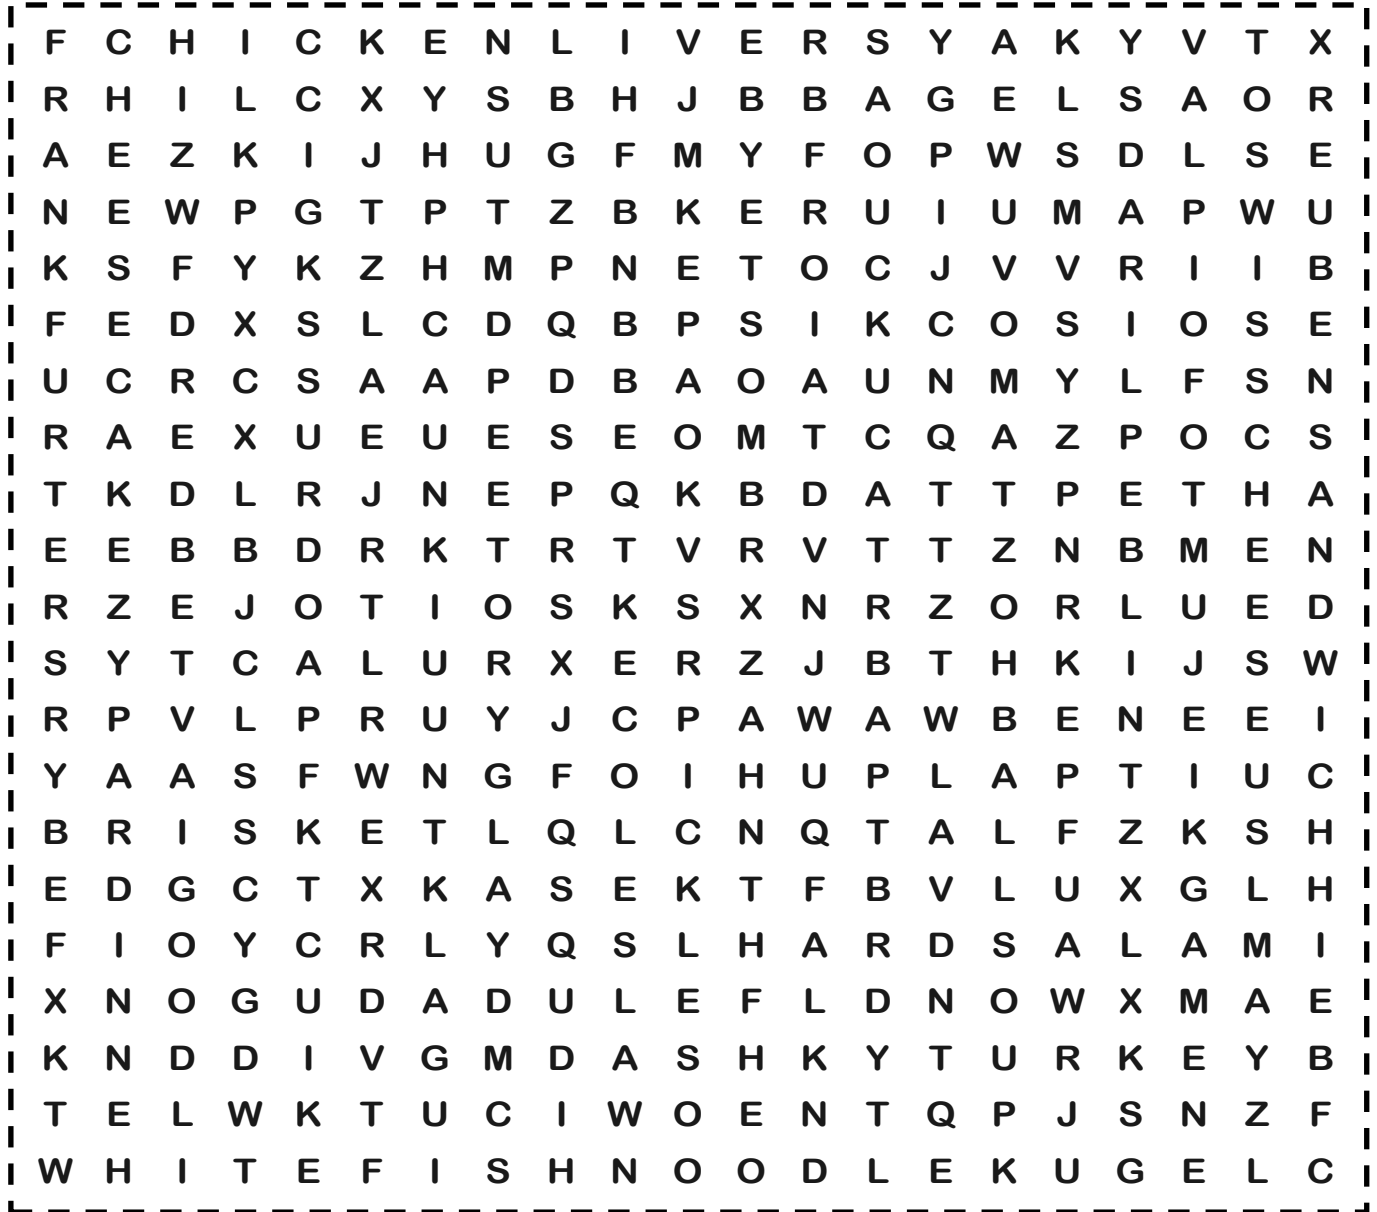 F C H I C K E N L I V E R S Y A K Y V T X
R H I L C X Y S B H J B B A G E L S A O R
A E Z K I J H U G F M Y F O P W S D L S E
N E W P G T P T Z B K E R U I U M A P W U
K S F Y K Z H M P N E T O C J V V R I I B
F E D X S L C D Q B P S I K C O S I O S E
U C R C S A A P D B A O A U N M Y L F S N
R A E X U E U E S E O M T C Q A Z P O C S
T K D L R J N E P Q K B D A T T P E T H A
E E B B D R K T R T V R V T T Z N B M E N
R Z E J O T I O S K S X N R Z O R L U E D
S Y T C A L U R X E R Z J B T H K I J S W
R P V L P R U Y J C P A W A W B E N E E I
Y A A S F W N G F O I H U P L A P T I U C
B R I S K E T L Q L C N Q T A L F Z K S H
E D G C T X K A S E K T F B V L U X G L H
F I O Y C R L Y Q S L H A R D S A L A M I
X N O G U D A D U L E F L D N O W X M A E
K N D D I V G M D A S H K Y T U R K E Y B
T E L W K T U C I W O E N T Q P J S N Z F
W H I T E F I S H N O O D L E K U G E L C